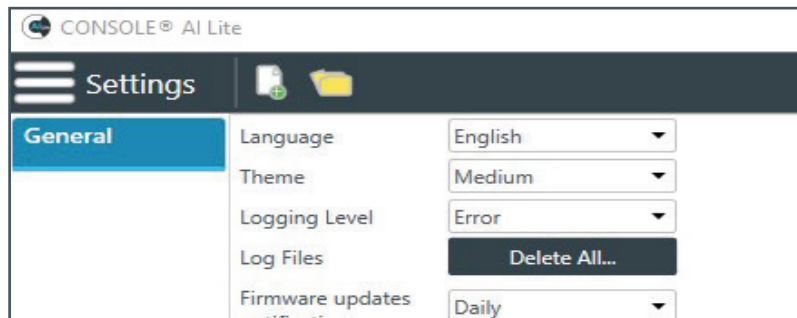 CONSOLE® AI Lite
Settings
General
Language English
Theme Medium
Logging Level Error
Log Files Delete All...
Firmware updates Daily